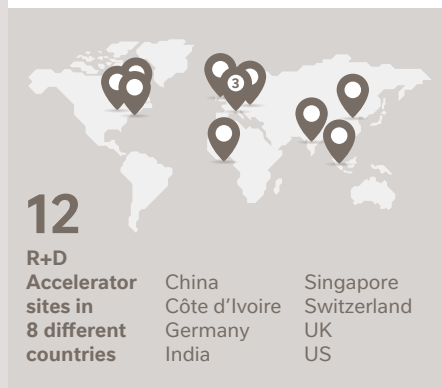 3
12
R+D
Accelerator
sites in
8 different
countries
China
Côte d'Ivoire
Germany
India
Singapore
Switzerland
UK
US